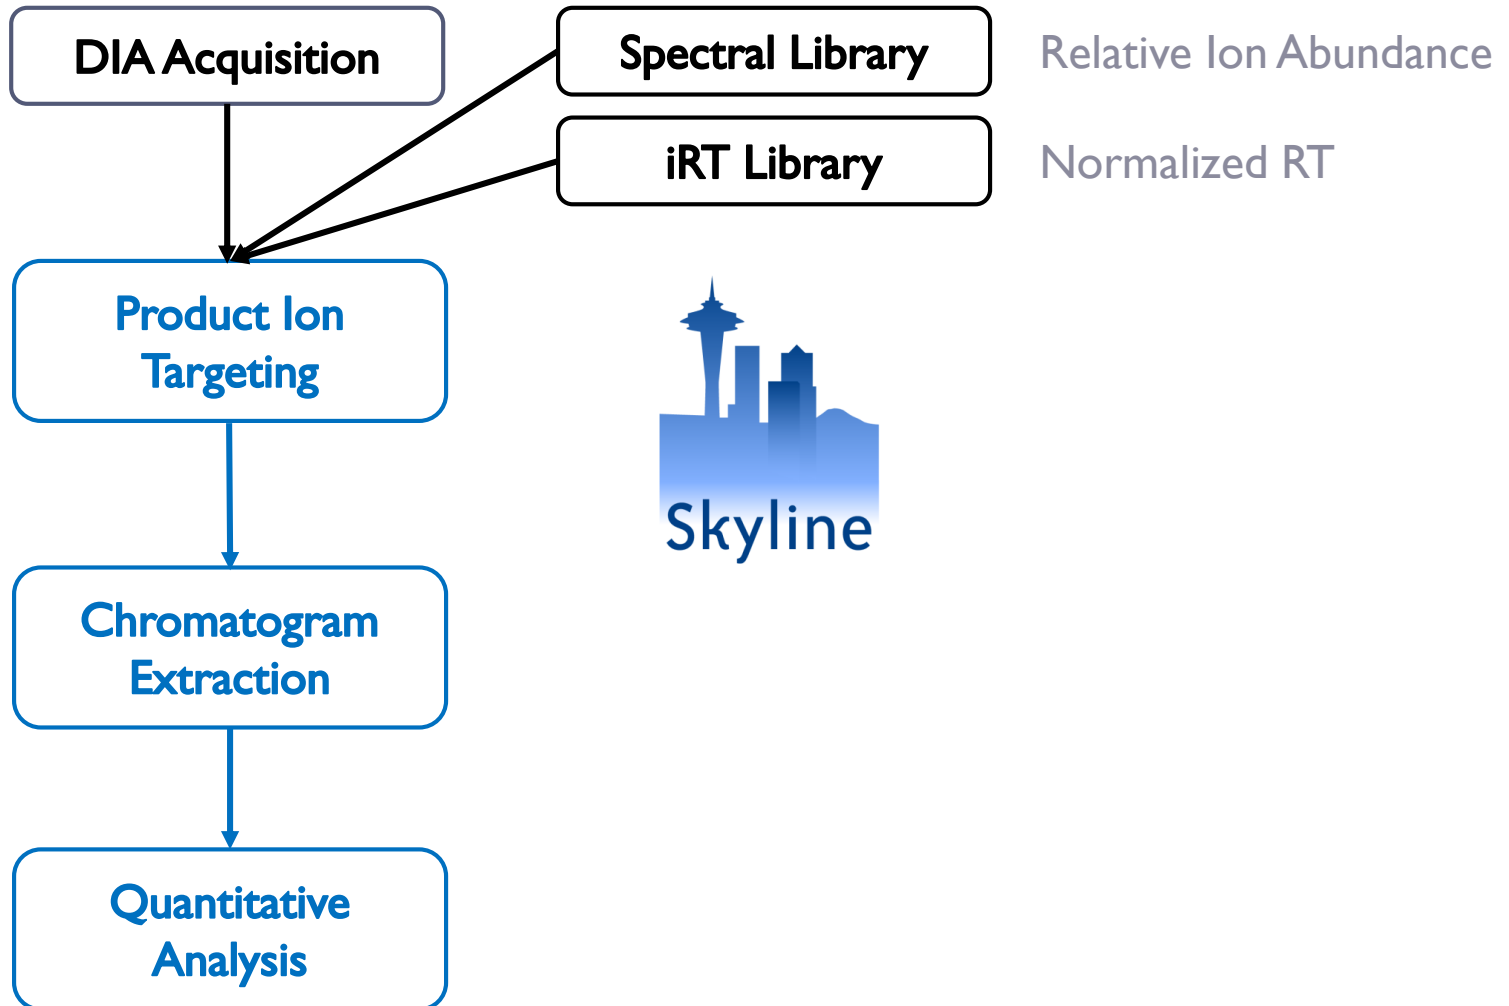 DIA Acquisition
Spectral Library
Relative Ion Abundance
iRT Library
Normalized RT
Product Ion
Targeting
Skyline
Chromatogram
Extraction
Quantitative
Analysis